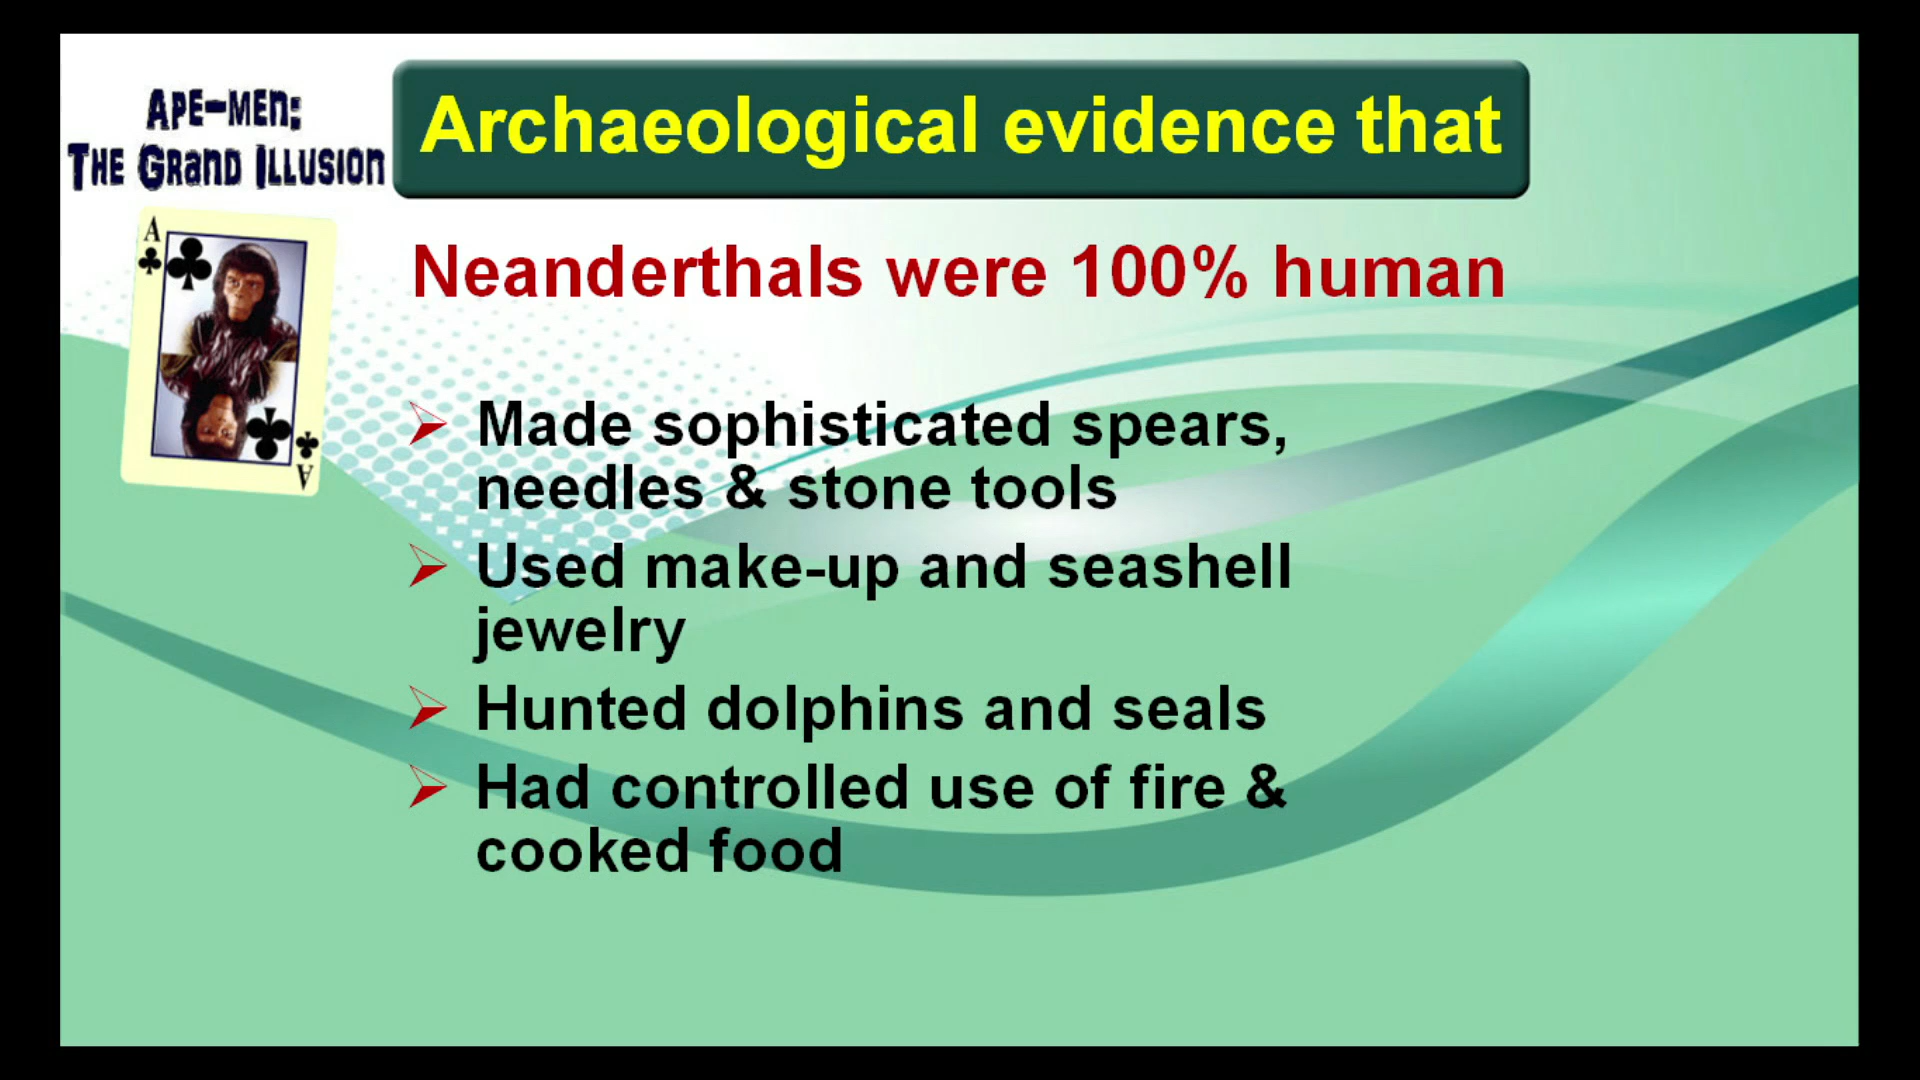 Ape-men:
The Grand Illusion
Archaeological evidence that
Neanderthals were 100% human
A
A
Made sophisticated spears,
needles & stone tools
Used make-up and seashell
jewelry
Hunted dolphins and seals
Had controlled use of fire &
cooked food